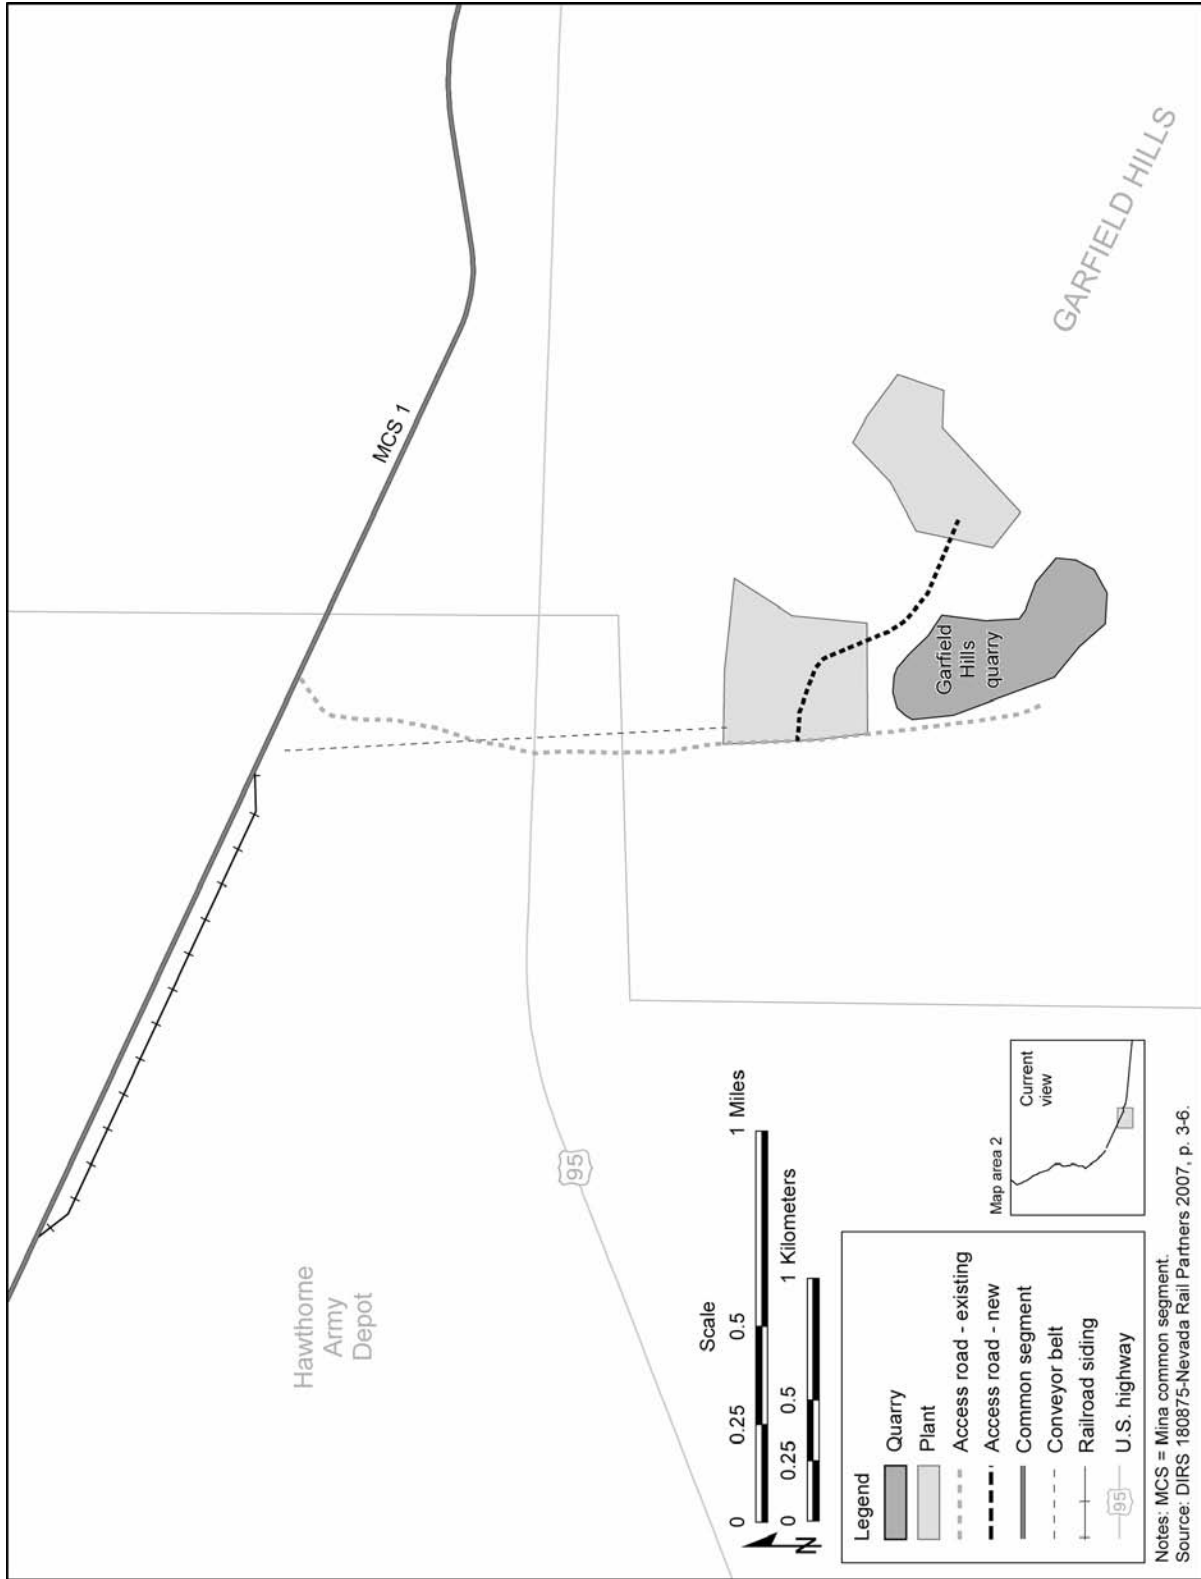 MCS 1
GARFIELD HILLS
Garfield
Hills
quarry
Hawthorne
Army
Depot
95
Scale
0 0.25 0.5 1 Miles
0 0.25 0.5 1 Kilometers
N
Legend
Quarry
Plant
Access road - existing
Access road - new
Common segment
Conveyor belt
Railroad siding
95 U.S. highway
Map area 2
Current
view
Notes: MCS = Mina common segment.
Source: DIRS 180875-Nevada Rail Partners 2007, p. 3-6.